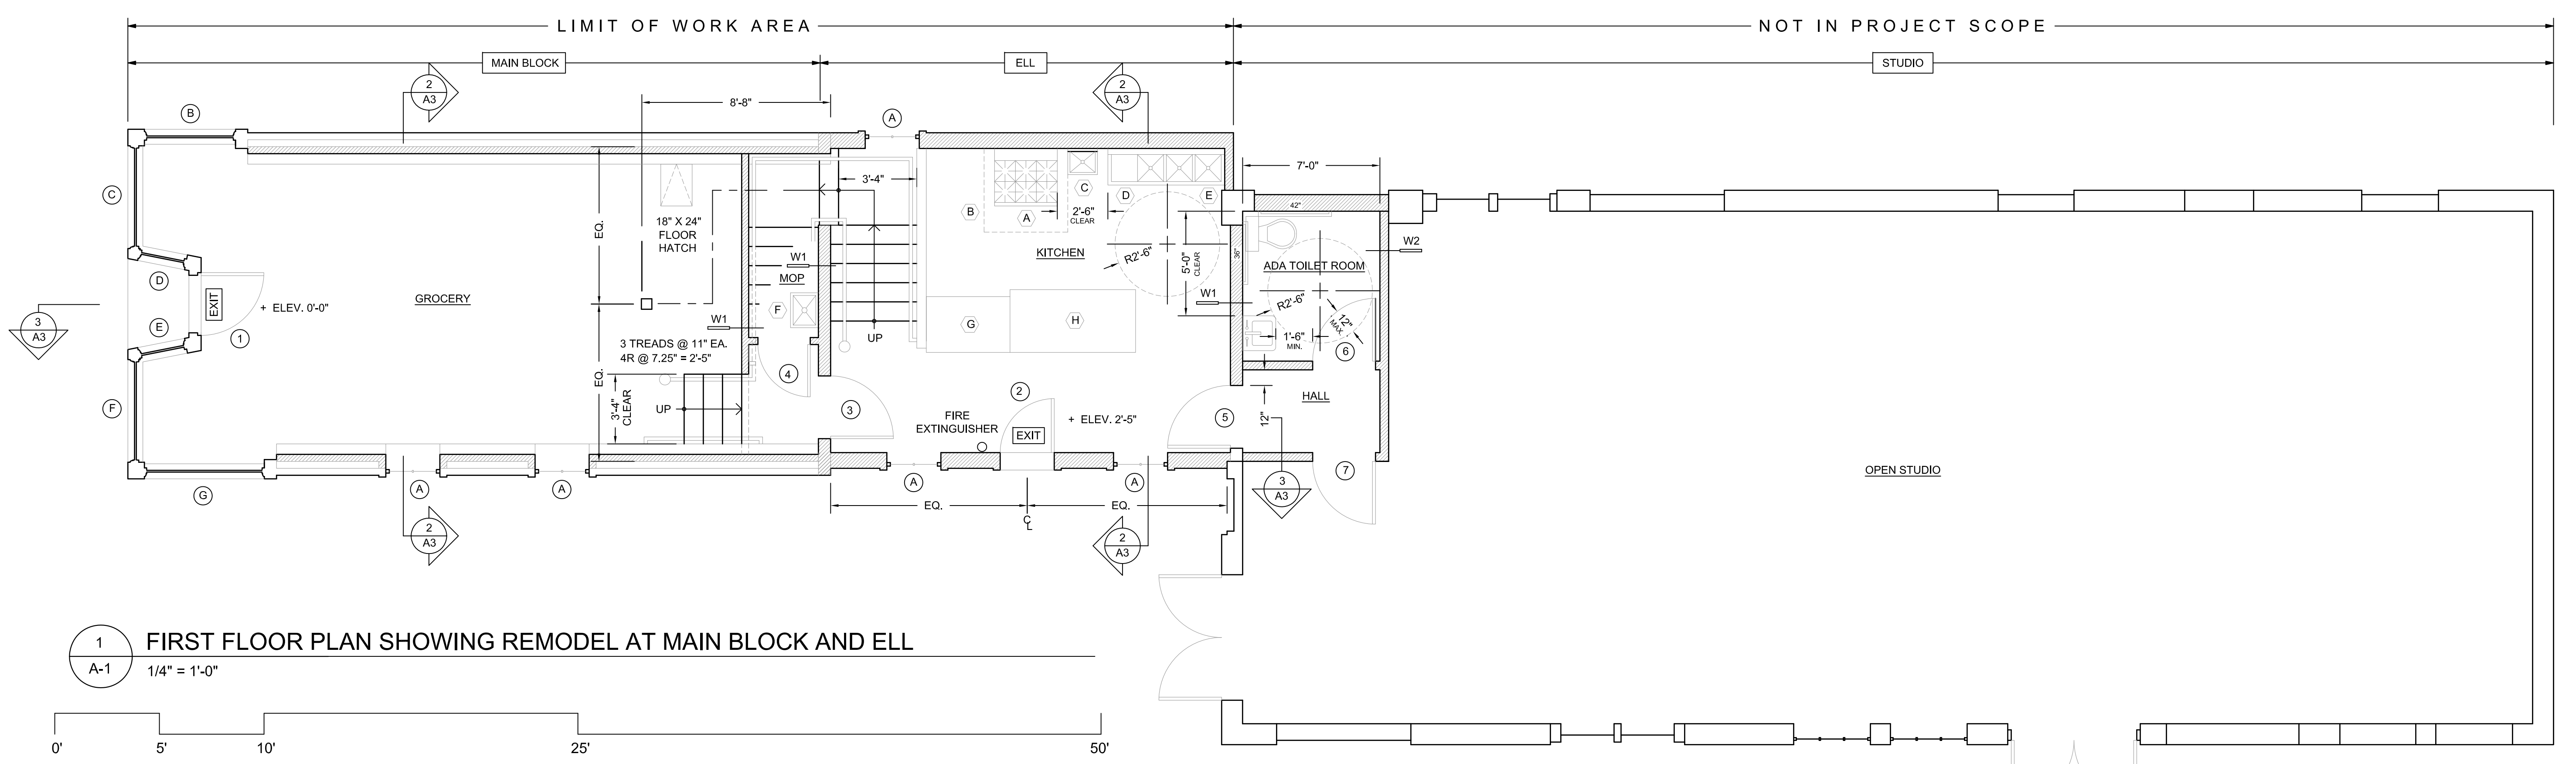 LIMIT OF WORK AREA
NOT IN PROJECT SCOPE
MAIN BLOCK
ELL
STUDIO
2
A3
2
A3
8'-8"
B
A
C
3'-4"
7'-0"
EQ.
18" X 24"
FLOOR
HATCH
B
A
C
2'-6"
CLEAR
D
E
42"
36"
W2
W1
MOP
KITCHEN
R2'-6"
5'-0"
CLEAR
ADA TOILET ROOM
D
EXIT
+ ELEV. 0'-0"
GROCERY
W1
R2'-6"
3
A3
E
1
W1
F
G
H
12"
MAX.
3 TREADS @ 11" EA.
4R @ 7.25" = 2'-5"
UP
1'-6"
MIN.
6
4
EQ.
F
3'-4"
CLEAR
UP
3
2
HALL
FIRE
EXTINGUISHER
+ ELEV. 2'-5"
EXIT
5
12"
OPEN STUDIO
7
G
A
A
A
A
3
A3
EQ.
EQ.
CL
2
A3
2
A3
1
A-1
FIRST FLOOR PLAN SHOWING REMODEL AT MAIN BLOCK AND ELL
1/4" = 1'-0"
0'
5'
10'
25'
50'